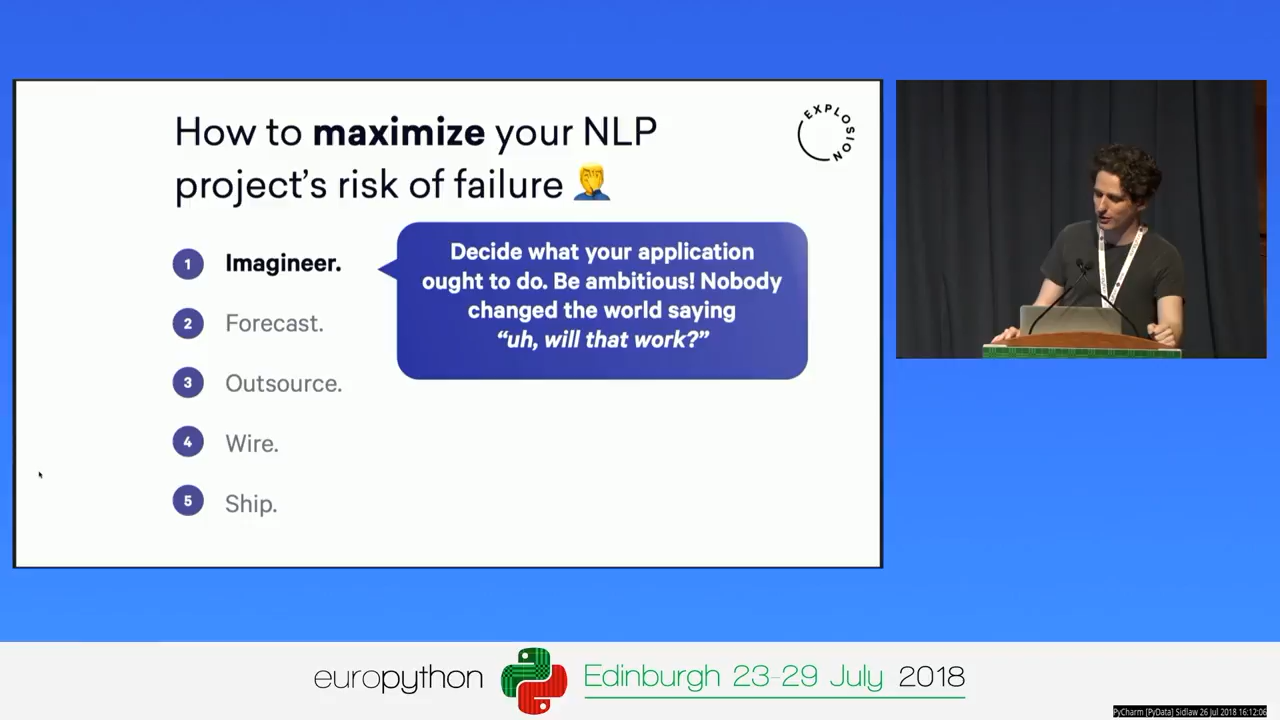 How to maximize your NLP
project's risk of failure
EXPLOSION
1 Imagineer.
Decide what your application
ought to do. Be ambitious! Nobody
changed the world saying
“uh, will that work?”
2 Forecast.
3 Outsource.
4 Wire.
5 Ship.
europython Edinburgh 23-29 July 2018
PyCharm [PyData] Sidlaw 26 Jul 2018 16:12:06